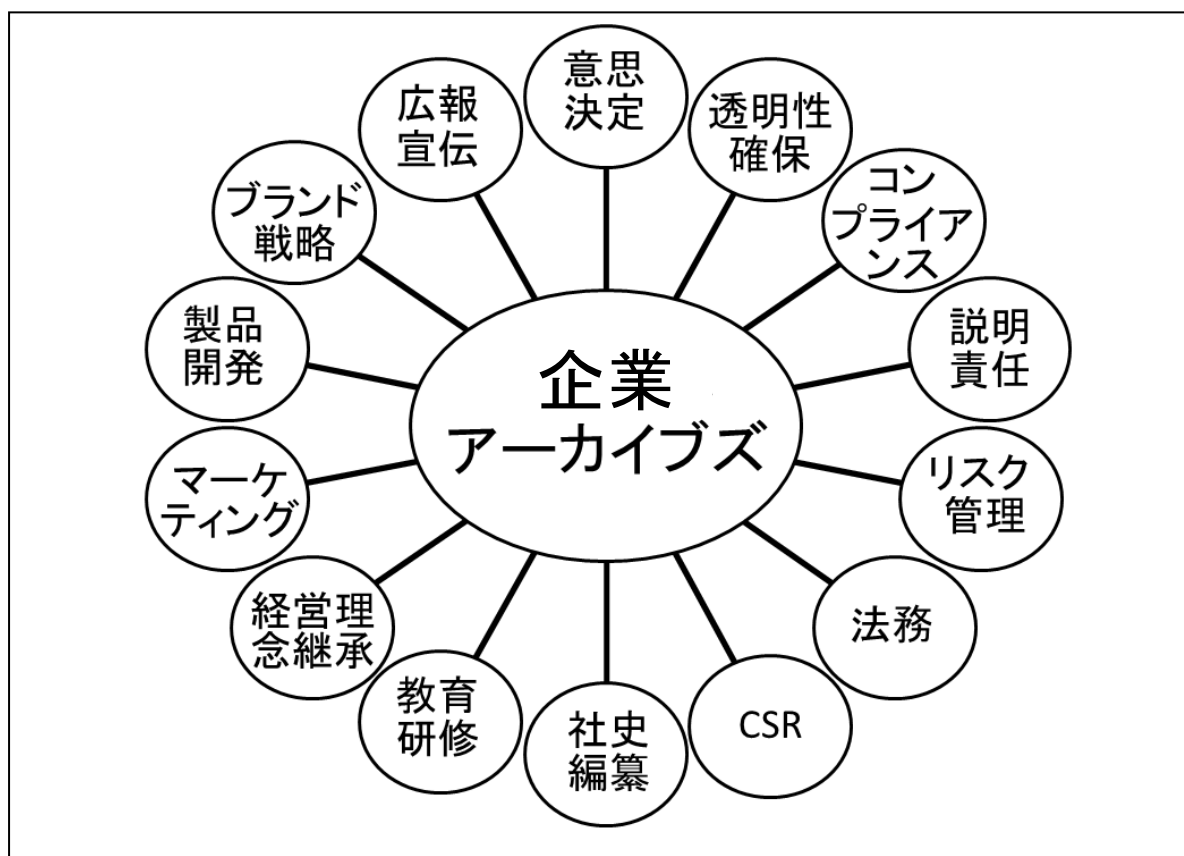 企業
アーカイブズ
意思
決定
透明性
確保
コン
プライア
ンス
説明
責任
リスク
管理
法務
CSR
社史
編纂
教育
研修
経営理
念継承
マーケ
ティング
製品
開発
ブランド
戦略
広報
宣伝